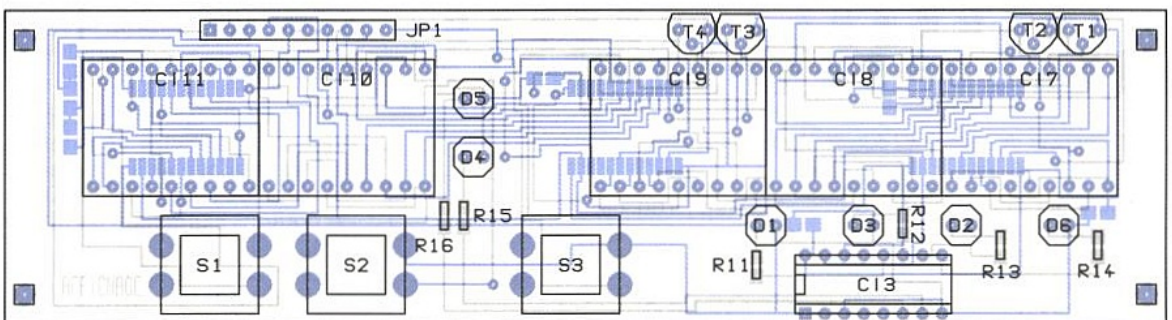 JP1 T4 T3 T2 T1
CI11 CI10 CI9 CI8 CI7
D5
D4
R15
R16
D1 D3 R12 D2 D6
S1 S2 S3 R11 R13 R14
CI3
AFFICHAGE